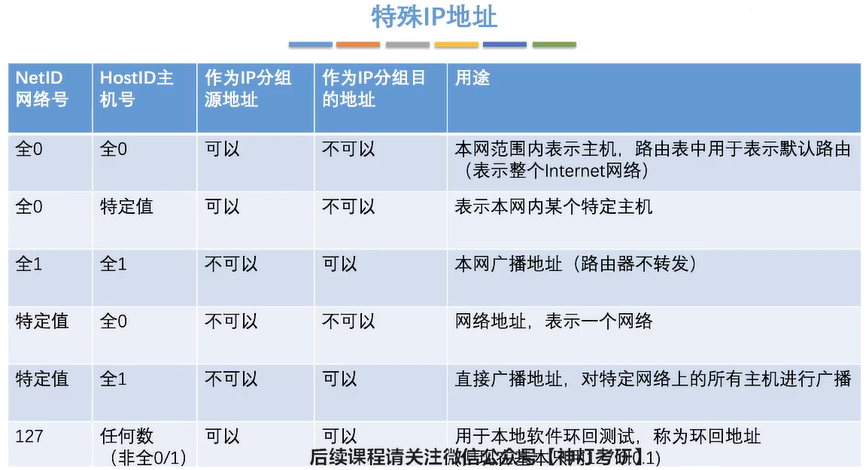 特殊IP地址
NetID
网络号
HostID主
机号
作为IP分组
源地址
作为IP分组目
的地址
用途
全0
全0
可以
不可以
本网范围内表示主机，路由表中用于表示默认路由
（表示整个Internet网络）
全0
特定值
可以
不可以
表示本网内某个特定主机
全1
全1
不可以
可以
本网广播地址（路由器不转发）
特定值
全0
不可以
不可以
网络地址，表示一个网络
特定值
全1
不可以
可以
直接广播地址，对特定网络上的所有主机进行广播
127
任何数
（非全0/1）
可以
可以
用于本地软件环回测试，称为环回地址
后续课程请关注微信公众号【神灯考研】